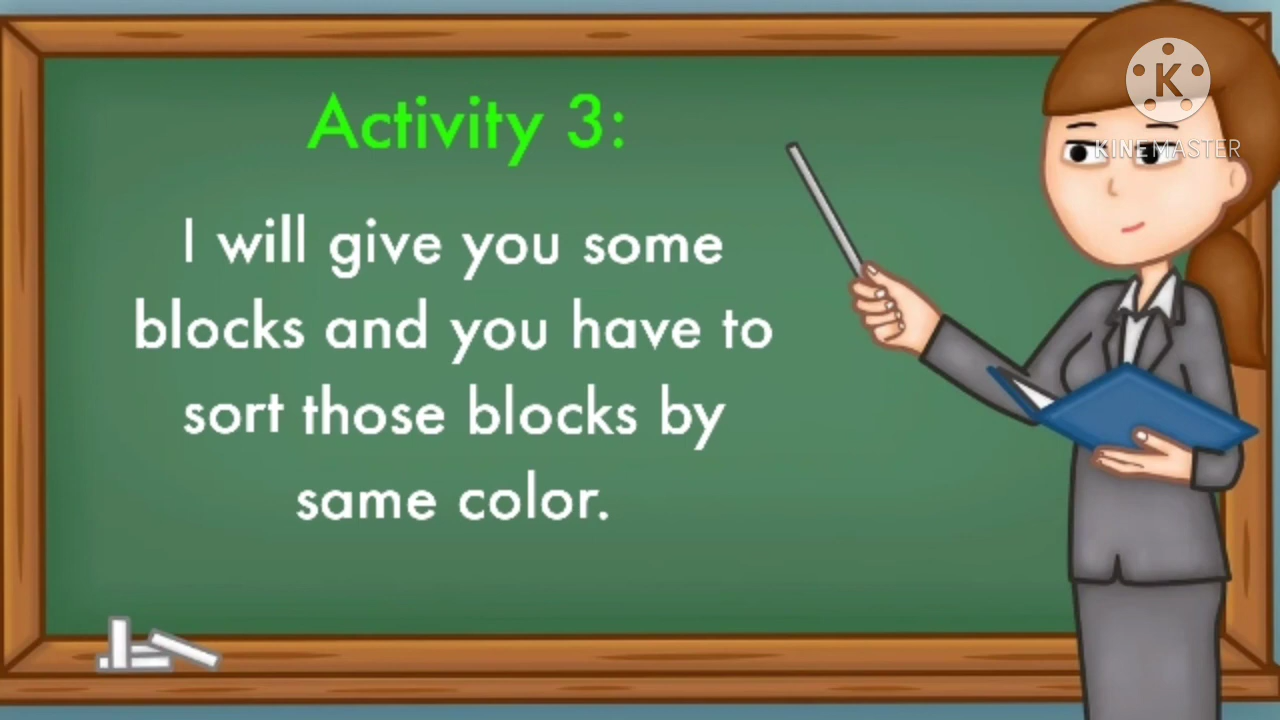 Activity 3:
I will give you some
blocks and you have to
sort those blocks by
same color.
K
KINEMASTER